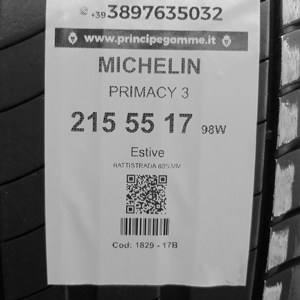 +39 3897635032
www.principegomme.it
MICHELIN
PRIMACY 3
215 55 17 98W
Estive
BATTISTRADA 80%MM
Cod: 1829 - 17B